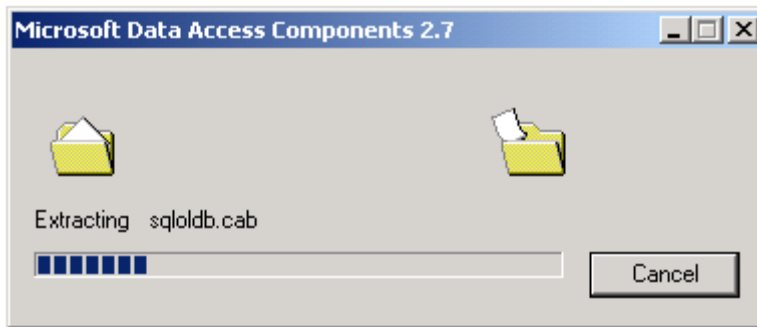 Microsoft Data Access Components 2.7
Extracting sqloldb.cab
Cancel